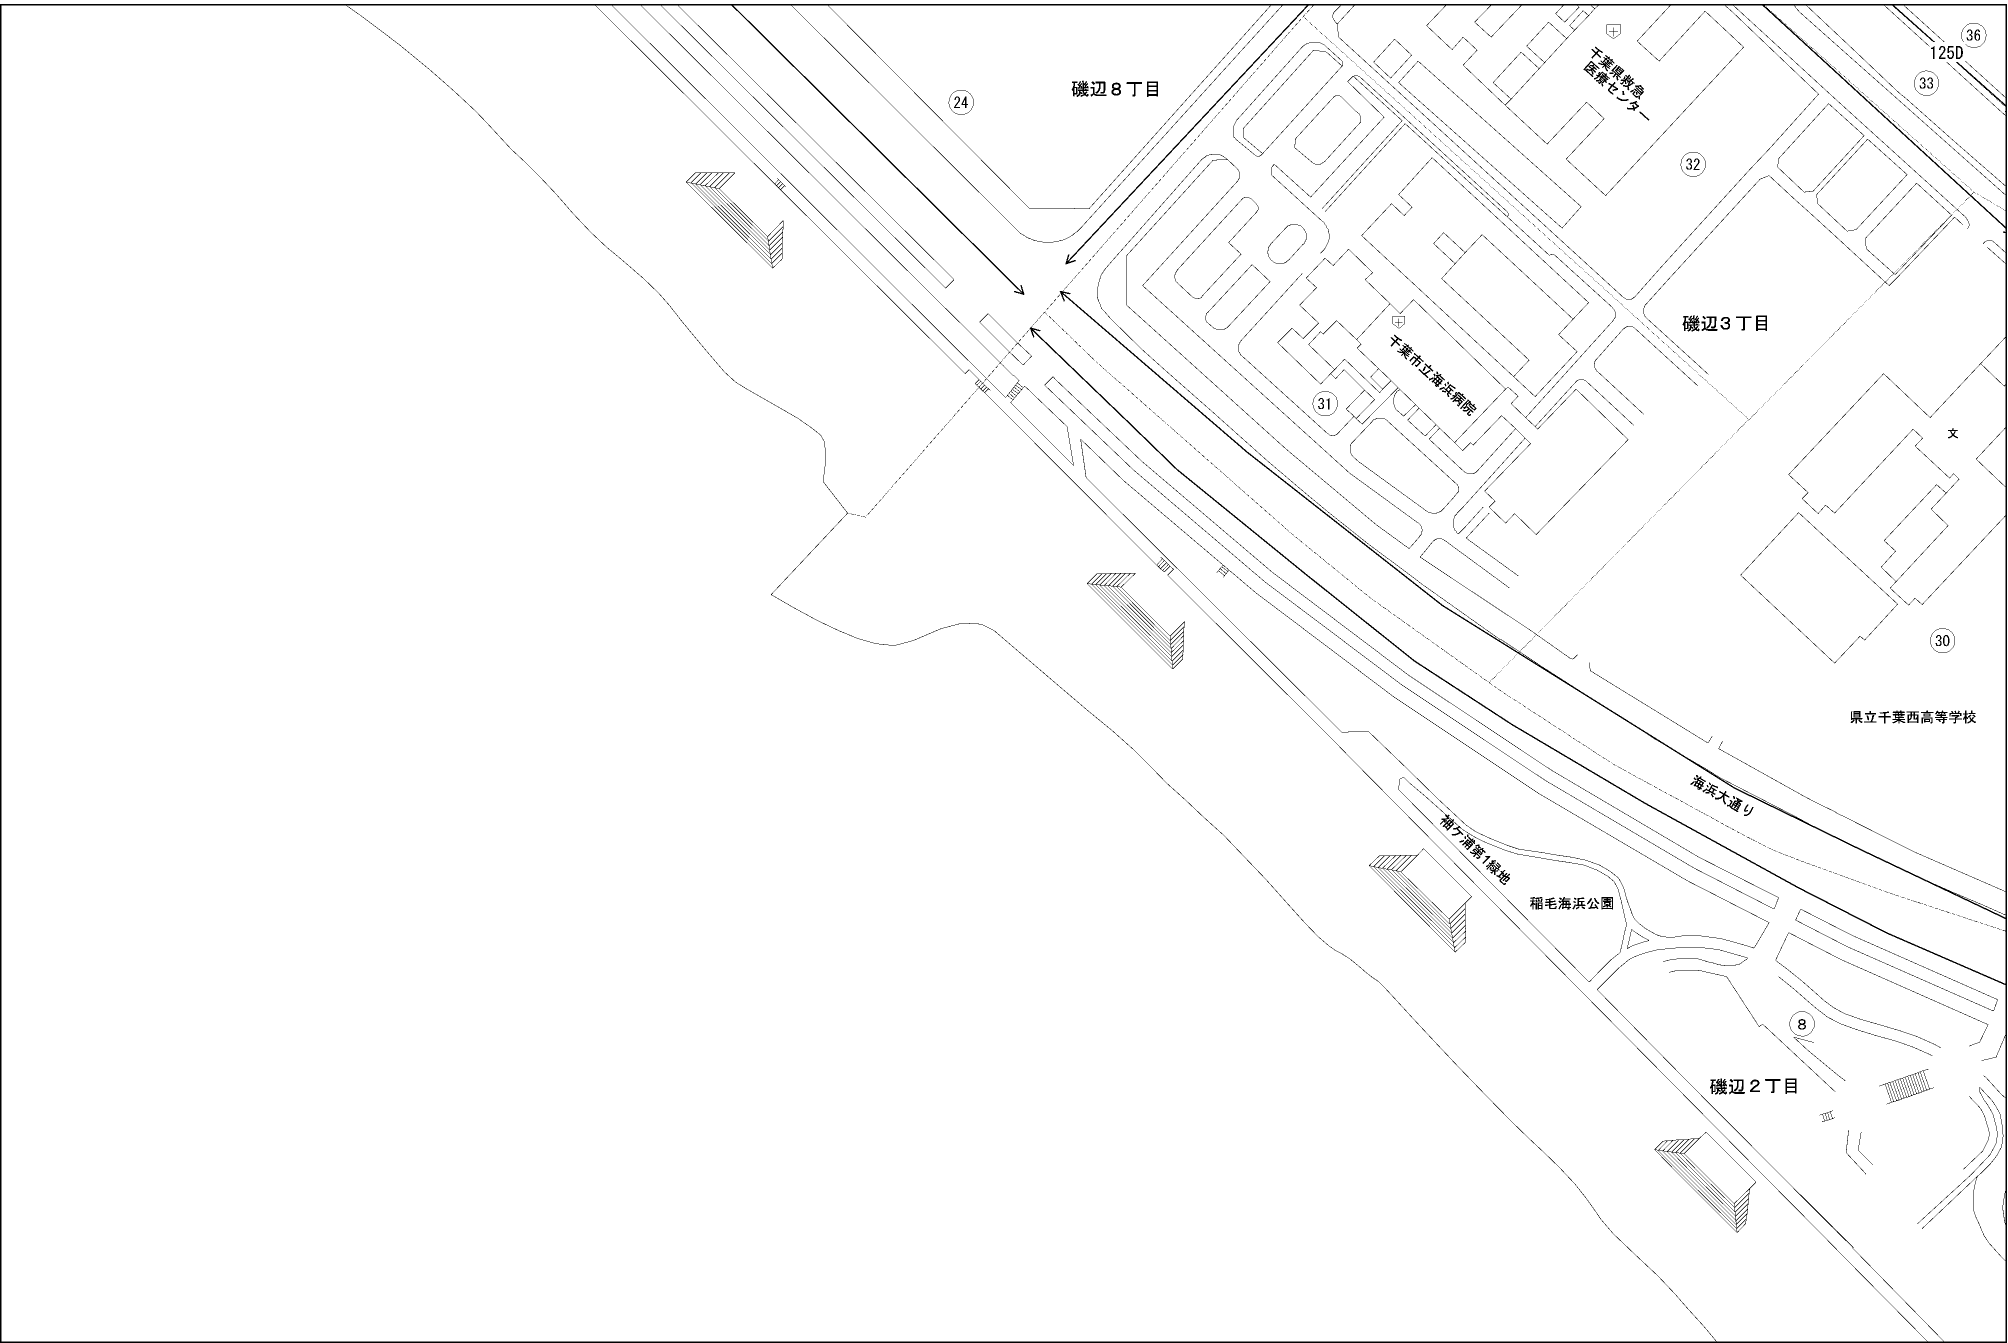 36
125D
33
千葉県救急
医療センター
磯辺８丁目
24
32
磯辺３丁目
千葉市立海浜病院
31
文
30
県立千葉西高等学校
海浜大通り
袖ケ浦第1緑地
稲毛海浜公園
8
磯辺２丁目